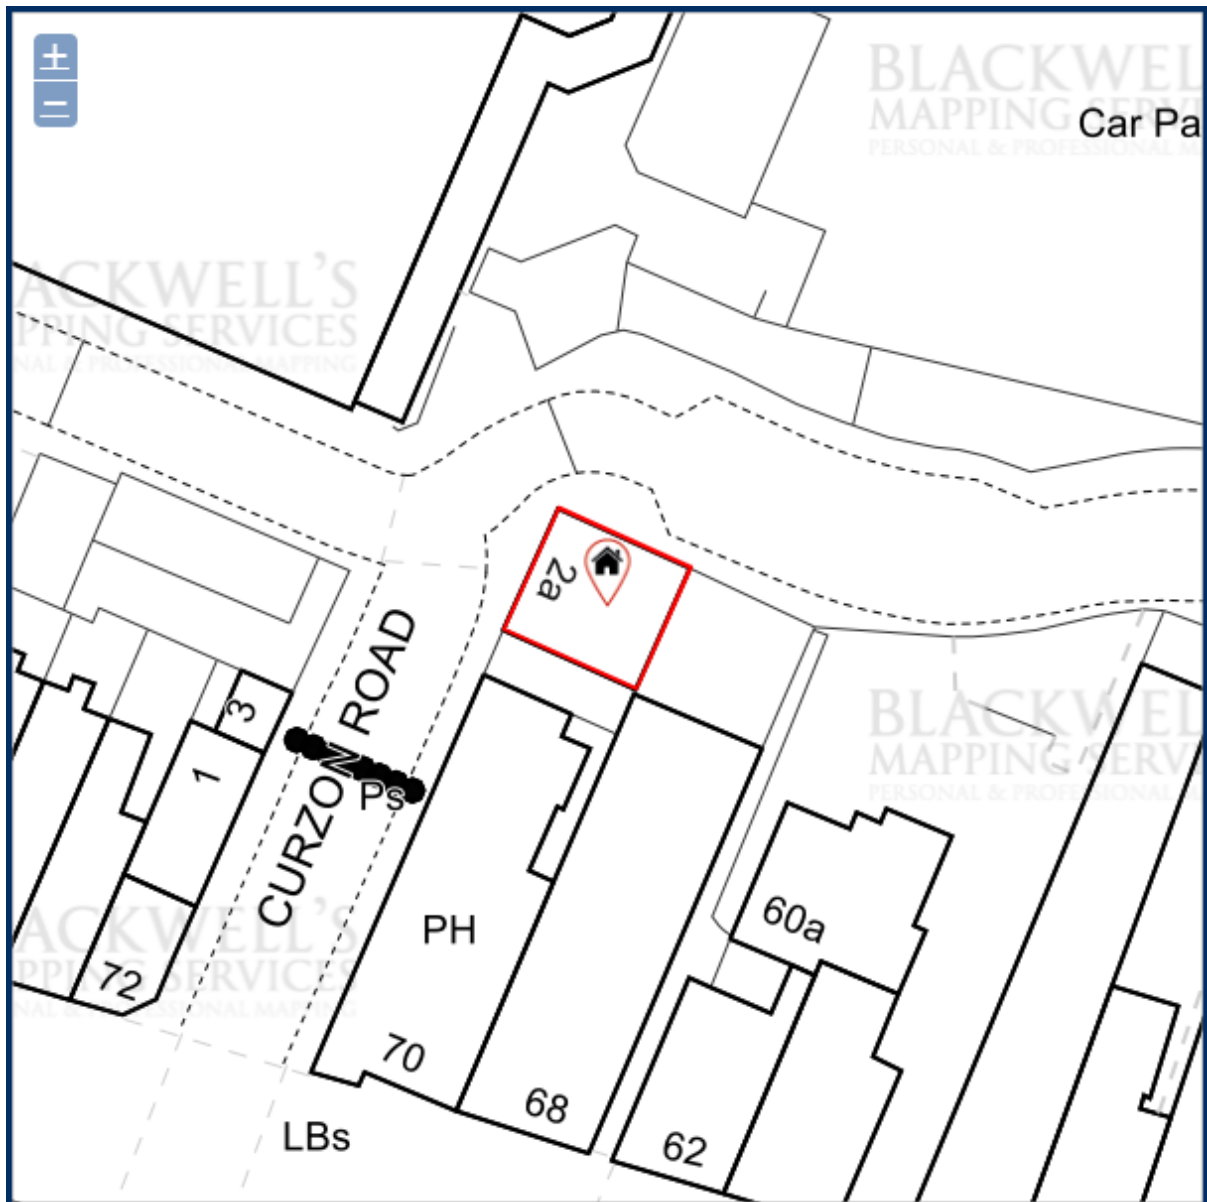 +
BLACKWEL
MAPPING SERVI
PERSONAL & PROFESSIONAL M
Car Pa
−
ACKWELL'S
PPING SERVICES
NAL & PROFESSIONAL MAPPING
2a
CURZON ROAD
3
1
Ps
BLACKWEL
MAPPING SERVI
PERSONAL & PROFESSIONAL M
60a
PH
ACKWELL'S
PPING SERVICES
NAL & PROFESSIONAL MAPPING
72
70
68
LBs
62